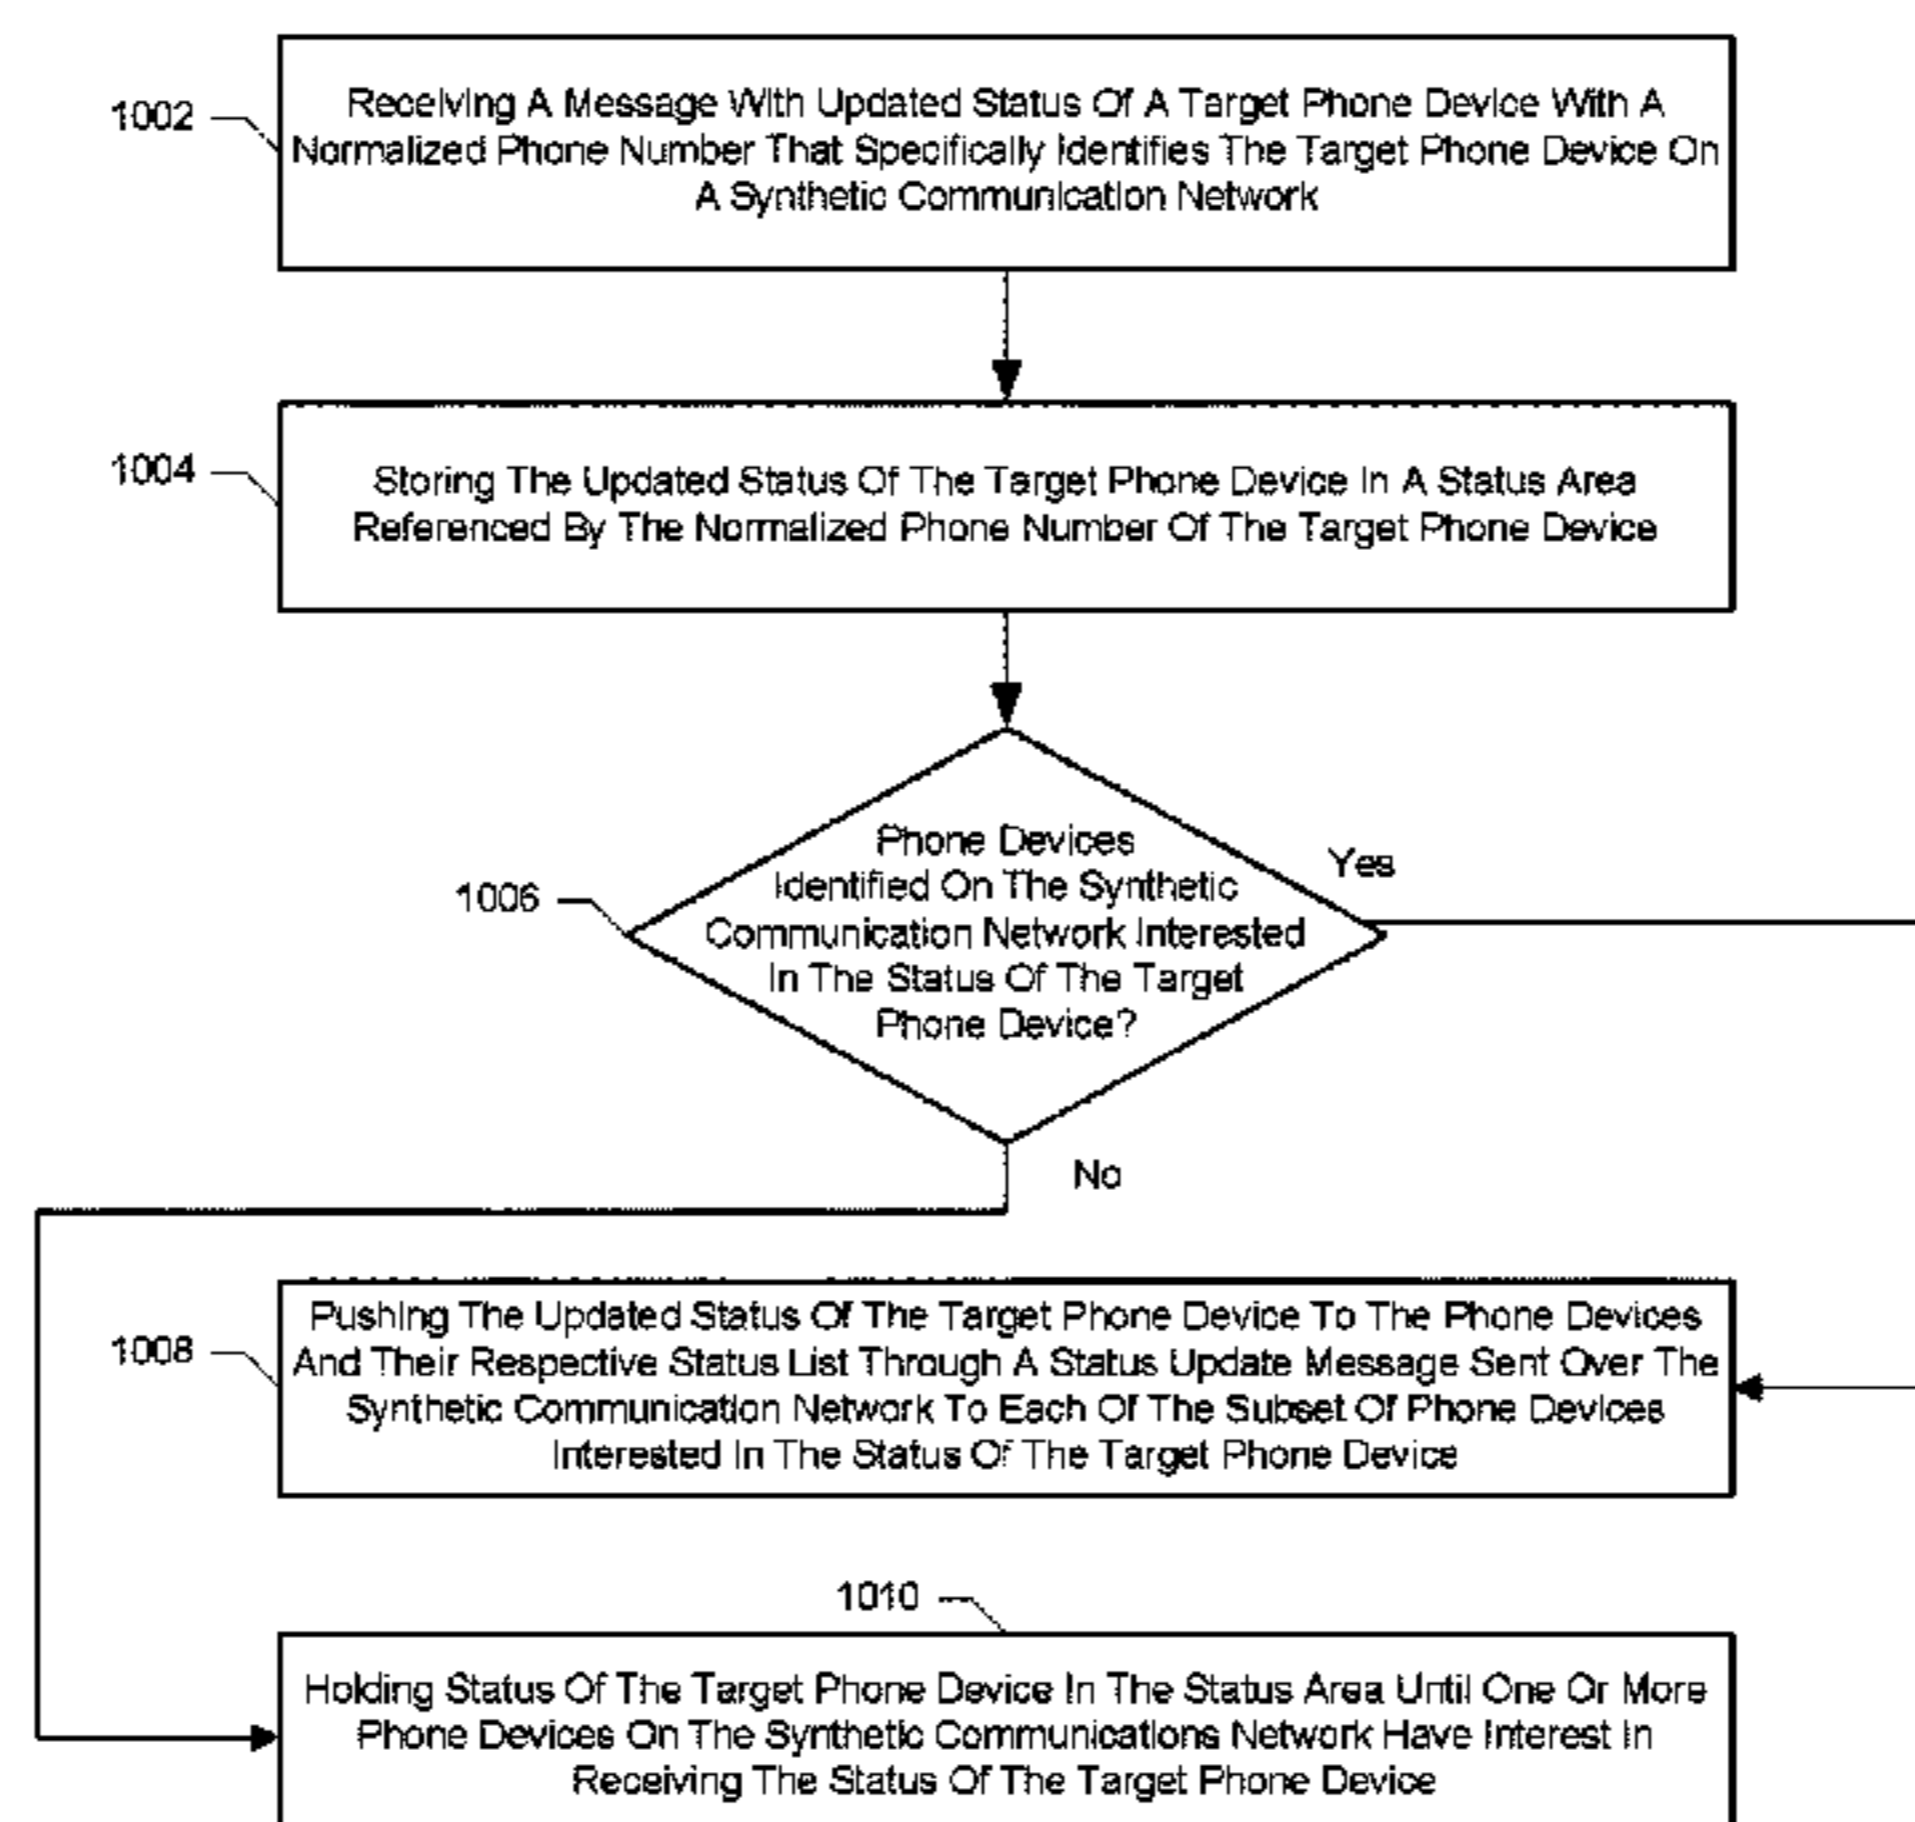 1002
Receiving A Message With Updated Status Of A Target Phone Device With A
Normalized Phone Number That Specifically Identifies The Target Phone Device On
A Synthetic Communication Network
1004
Storing The Updated Status Of The Target Phone Device In A Status Area
Referenced By The Normalized Phone Number Of The Target Phone Device
1006
Phone Devices
Identified On The Synthetic
Communication Network Interested
In The Status Of The Target
Phone Device?
Yes
No
1008
Pushing The Updated Status Of The Target Phone Device To The Phone Devices
And Their Respective Status List Through A Status Update Message Sent Over The
Synthetic Communication Network To Each Of The Subset Of Phone Devices
Interested In The Status Of The Target Phone Device
1010
Holding Status Of The Target Phone Device In The Status Area Until One Or More
Phone Devices On The Synthetic Communications Network Have Interest In
Receiving The Status Of The Target Phone Device